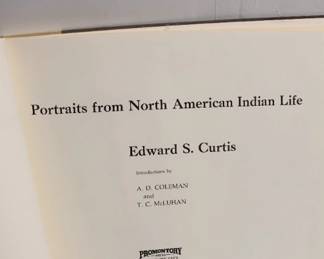 Portraits from North American Indian Life
Edward S. Curtis
Introductions by
A. D. COLEMAN
and
T. C. McLUHAN
PROMONTORY